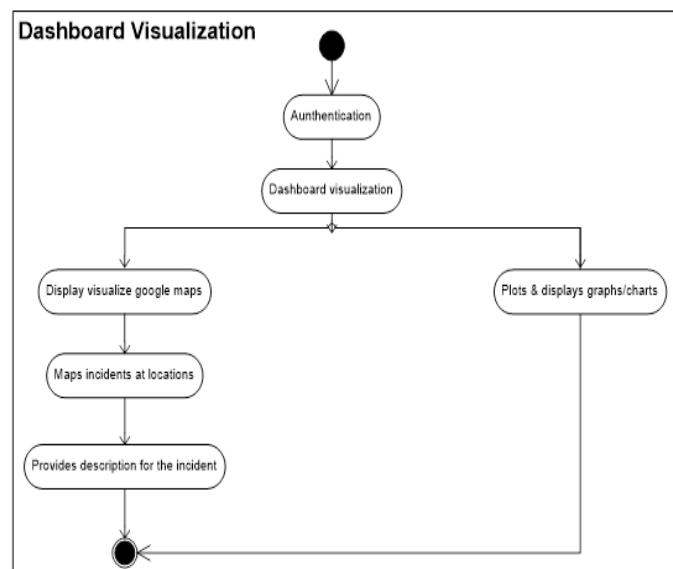 Dashboard Visualization
Aunthentication
Dashboard visualization
Display visualize google maps
Plots & displays graphs/charts
Maps incidents at locations
Provides description for the incident